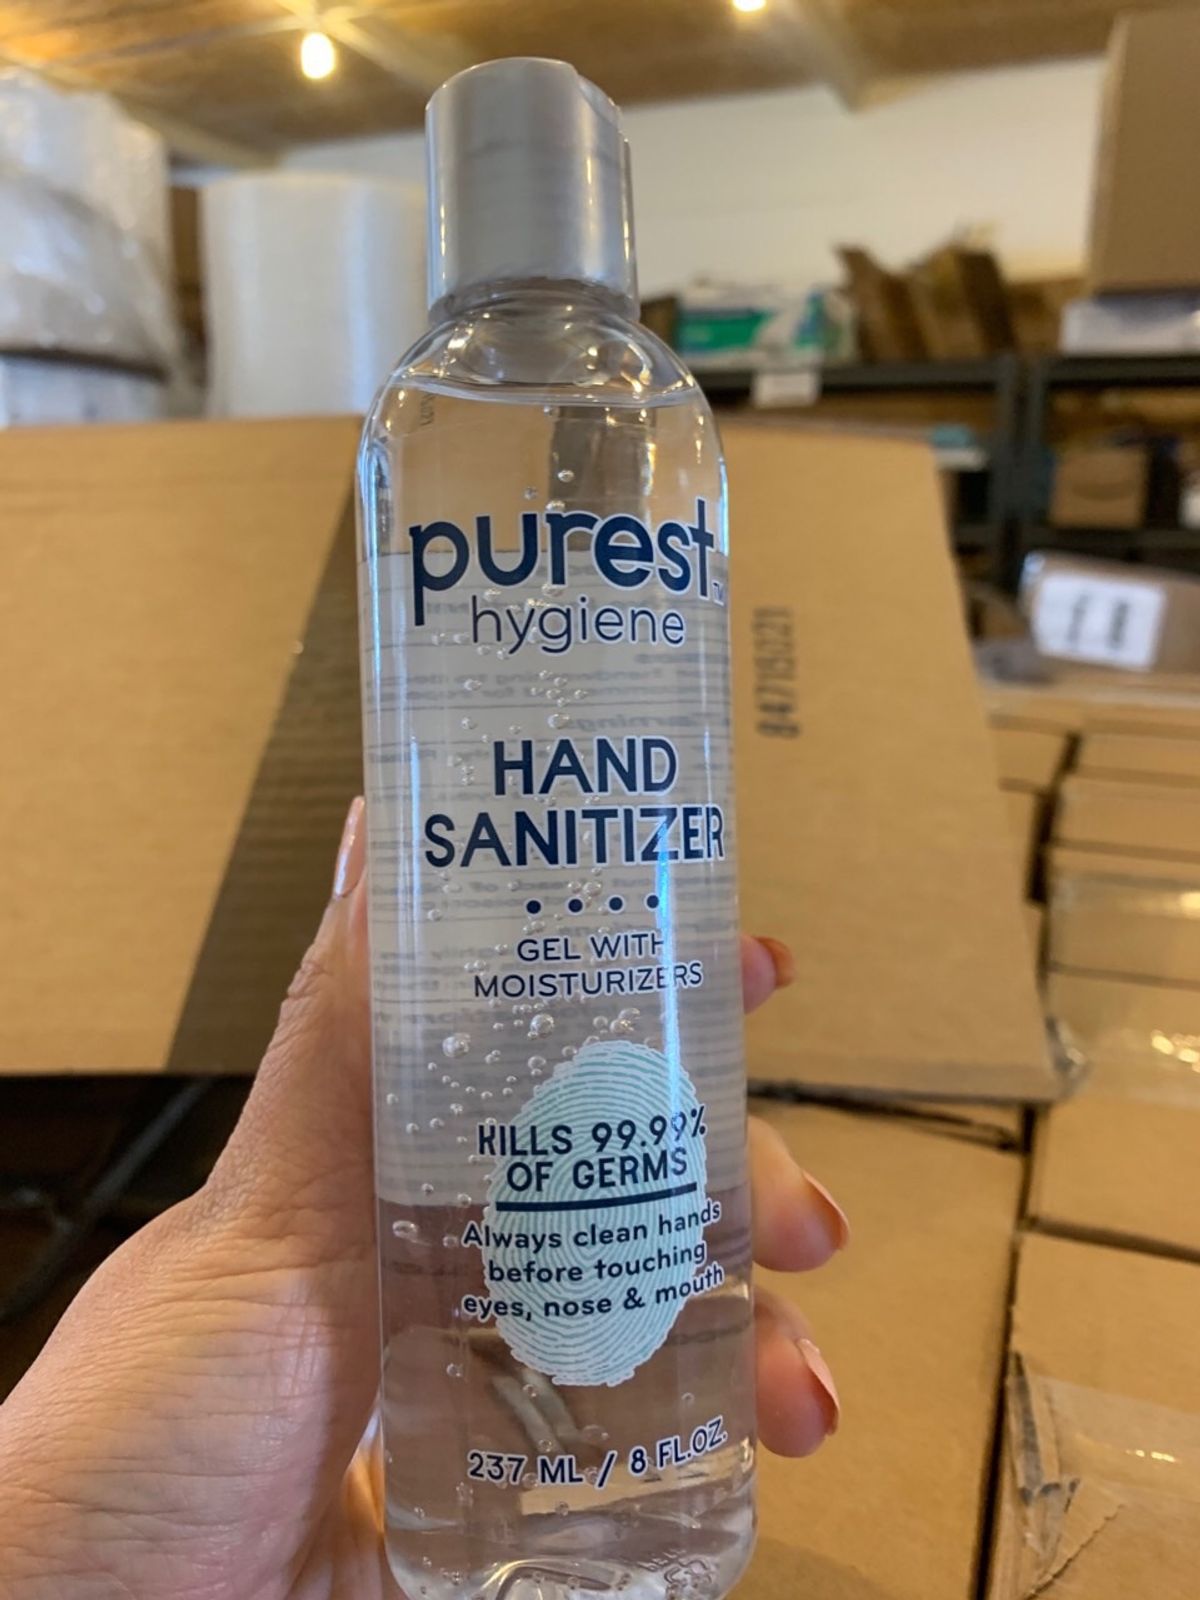 purest™
hygiene
HAND
SANITIZER
GEL WITH
MOISTURIZERS
KILLS 99.99%
OF GERMS
Always clean hands
before touching
eyes, nose & mouth
237 ML / 8 FL.OZ.